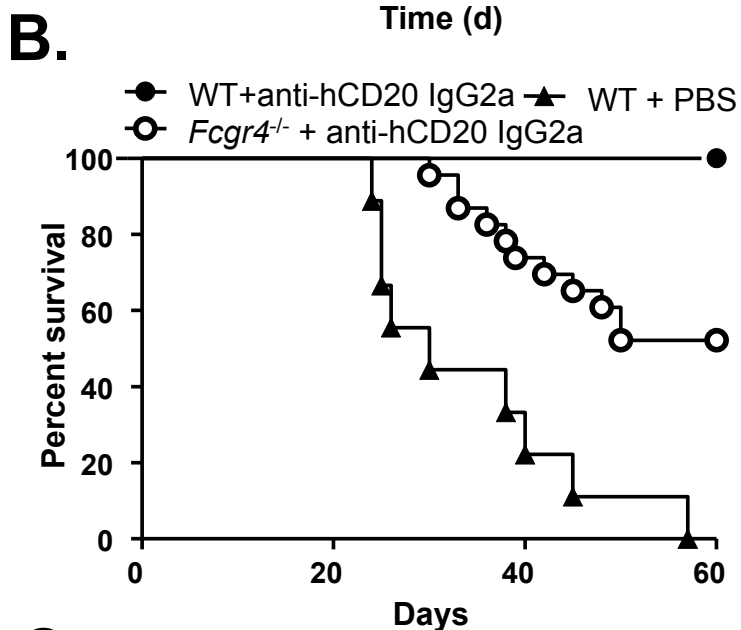 Time (d)
B.
WT+anti-hCD20 IgG2a WT + PBS
Fcgr4-/- + anti-hCD20 IgG2a
Percent survival
100
80
60
40
20
0
0 20 40 60
Days